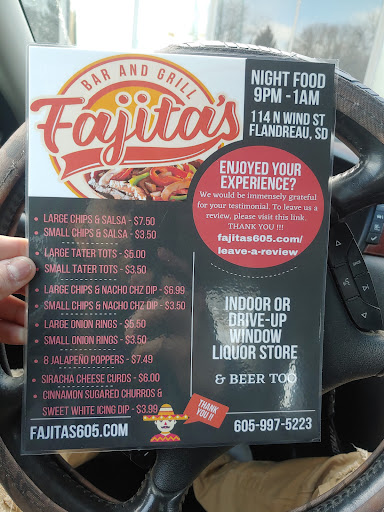 BAR AND GRILL
Fajita's
NIGHT FOOD
9PM - 1AM
114 N WIND ST
FLANDREAU, SD
ENJOYED YOUR
EXPERIENCE?
We would be immensely grateful
for your testimonial. To leave us a
review, please visit this link.
THANK YOU !!!
fajitas605.com/
leave-a-review
• LARGE CHIPS & SALSA - $7.50
• SMALL CHIPS & SALSA - $3.50
• LARGE TATER TOTS - $5.00
SMALL TATER TOTS - $3.50
• LARGE CHIPS & NACHO CHZ DIP - $6.99
• SMALL CHIPS & NACHO CHZ DIP - $3.50
• LARGE ONION RINGS - $5.50
SMALL ONION RINGS - $3.50
• 8 JALAPEÑO POPPERS - $7.49
• SIRACHA CHEESE CURDS - $6.00
• CINNAMON SUGARED CHURROS &
SWEET WHITE ICING DIP - $3.99
INDOOR OR
DRIVE-UP
WINDOW
LIQUOR STORE
& BEER TOO
THANK
YOU !!
FAJITAS605.COM
605-997-5223